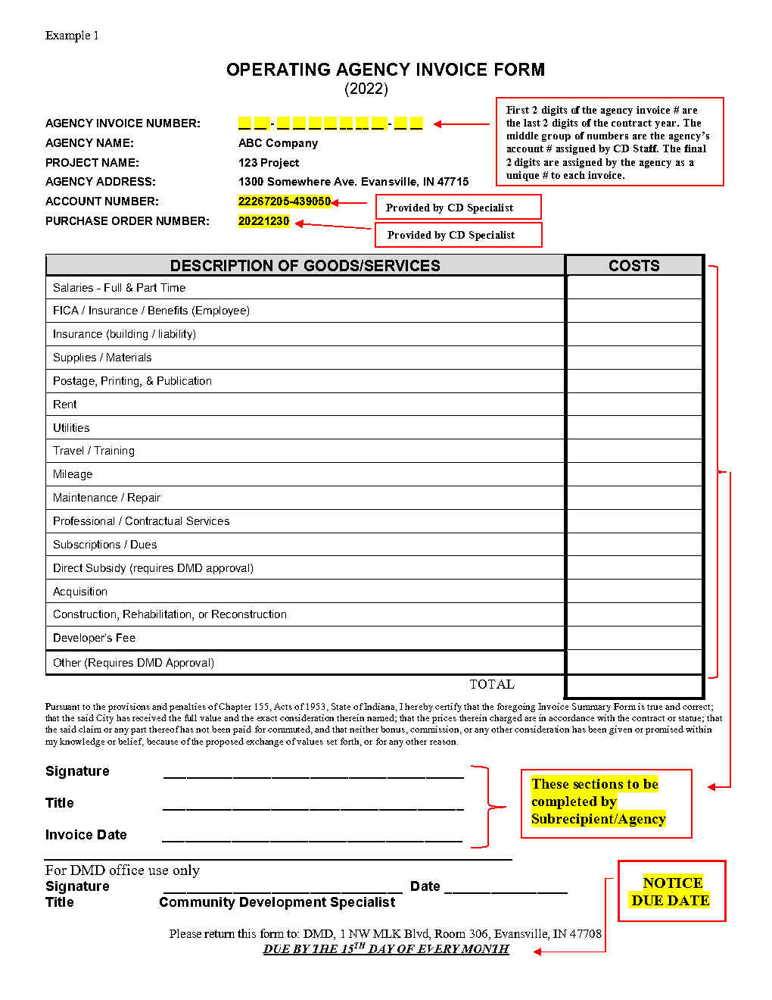 Example 1
OPERATING AGENCY INVOICE FORM
(2022)
AGENCY INVOICE NUMBER: __ __-__ __ __ __ __ __ __-__ __
First 2 digits of the agency invoice # are
the last 2 digits of the contract year. The
middle group of numbers are the agency’s
account # assigned by CD Staff. The final
2 digits are assigned by the agency as a
unique # to each invoice.
AGENCY NAME: ABC Company
PROJECT NAME: 123 Project
AGENCY ADDRESS: 1300 Somewhere Ave. Evansville, IN 47715
ACCOUNT NUMBER: 22267205-439050
Provided by CD Specialist
PURCHASE ORDER NUMBER: 20221230
Provided by CD Specialist
DESCRIPTION OF GOODS/SERVICES COSTS
Salaries - Full & Part Time
FICA / Insurance / Benefits (Employee)
Insurance (building / liability)
Supplies / Materials
Postage, Printing, & Publication
Rent
Utilities
Travel / Training
Mileage
Maintenance / Repair
Professional / Contractual Services
Subscriptions / Dues
Direct Subsidy (requires DMD approval)
Acquisition
Construction, Rehabilitation, or Reconstruction
Developer's Fee
Other (Requires DMD Approval)
TOTAL
Pursuant to the provisions and penalties of Chapter 155, Acts of 1953, State of Indiana, I hereby certify that the foregoing Invoice Summary Form is true and correct;
that the said City has received the full value and the exact consideration therein named; that the prices therein charged are in accordance with the contract or statue; that
the said claim or any part thereof has not been paid for commuted, and that neither bonus, commission, or any other consideration has been given or promised within
my knowledge or belief, because of the proposed exchange of values set forth, or for any other reason.
Signature
Title
Invoice Date
These sections to be
completed by
Subrecipient/Agency
For DMD office use only
Signature Date
Title Community Development Specialist
NOTICE
DUE DATE
Please return this form to: DMD, 1 NW MLK Blvd, Room 306, Evansville, IN 47708
DUE BY THE 15TH DAY OF EVERY MONTH